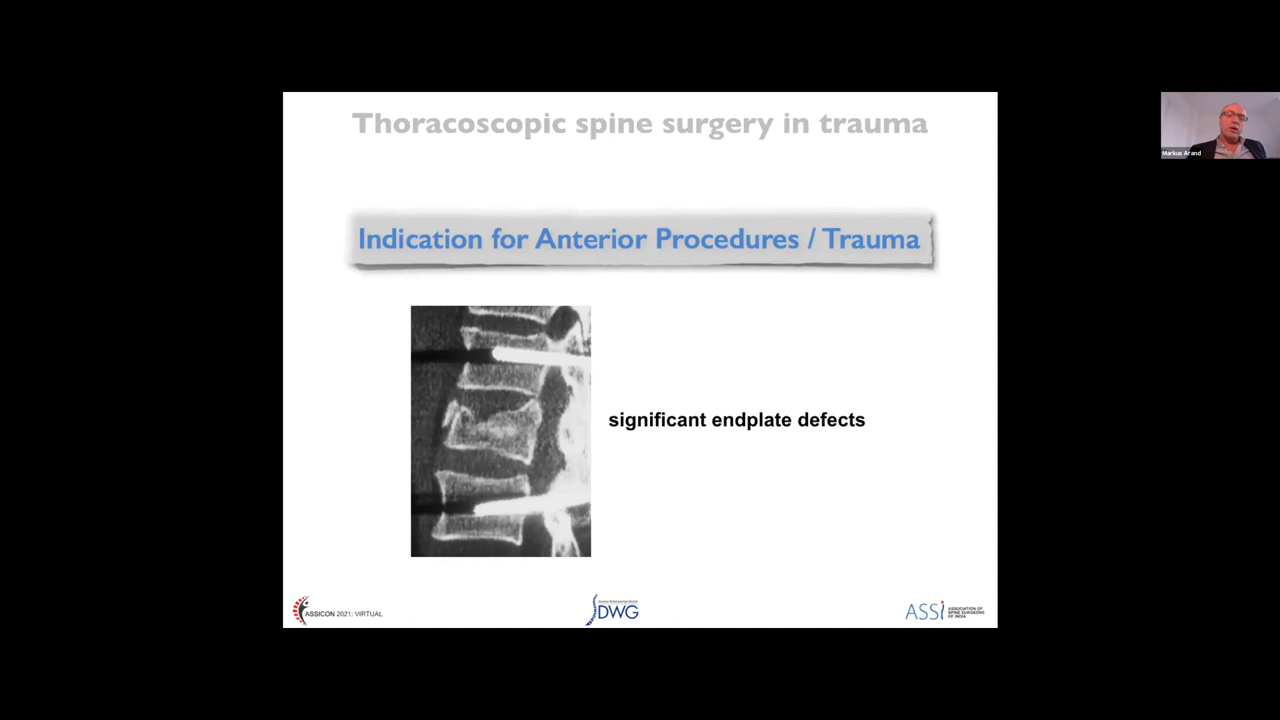 Thoracoscopic spine surgery in trauma
Markus Arand
Indication for Anterior Procedures / Trauma
significant endplate defects
ASSICON 2021: VIRTUAL
DWG
ASSI
ASSOCIATION OF
SPINE SURGEONS
OF INDIA